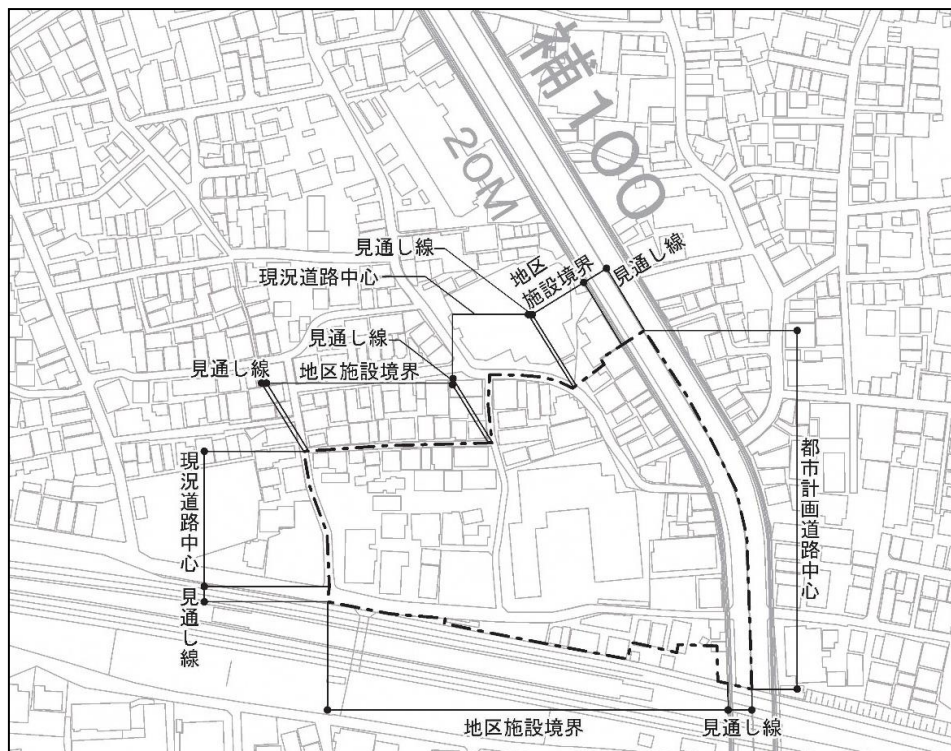 補100
20M
見通し線
現況道路中心
地区
施設境界
見通し線
見通し線
見通し線
地区施設境界
現況道路中心
見通し線
都市計画道路中心
地区施設境界
見通し線